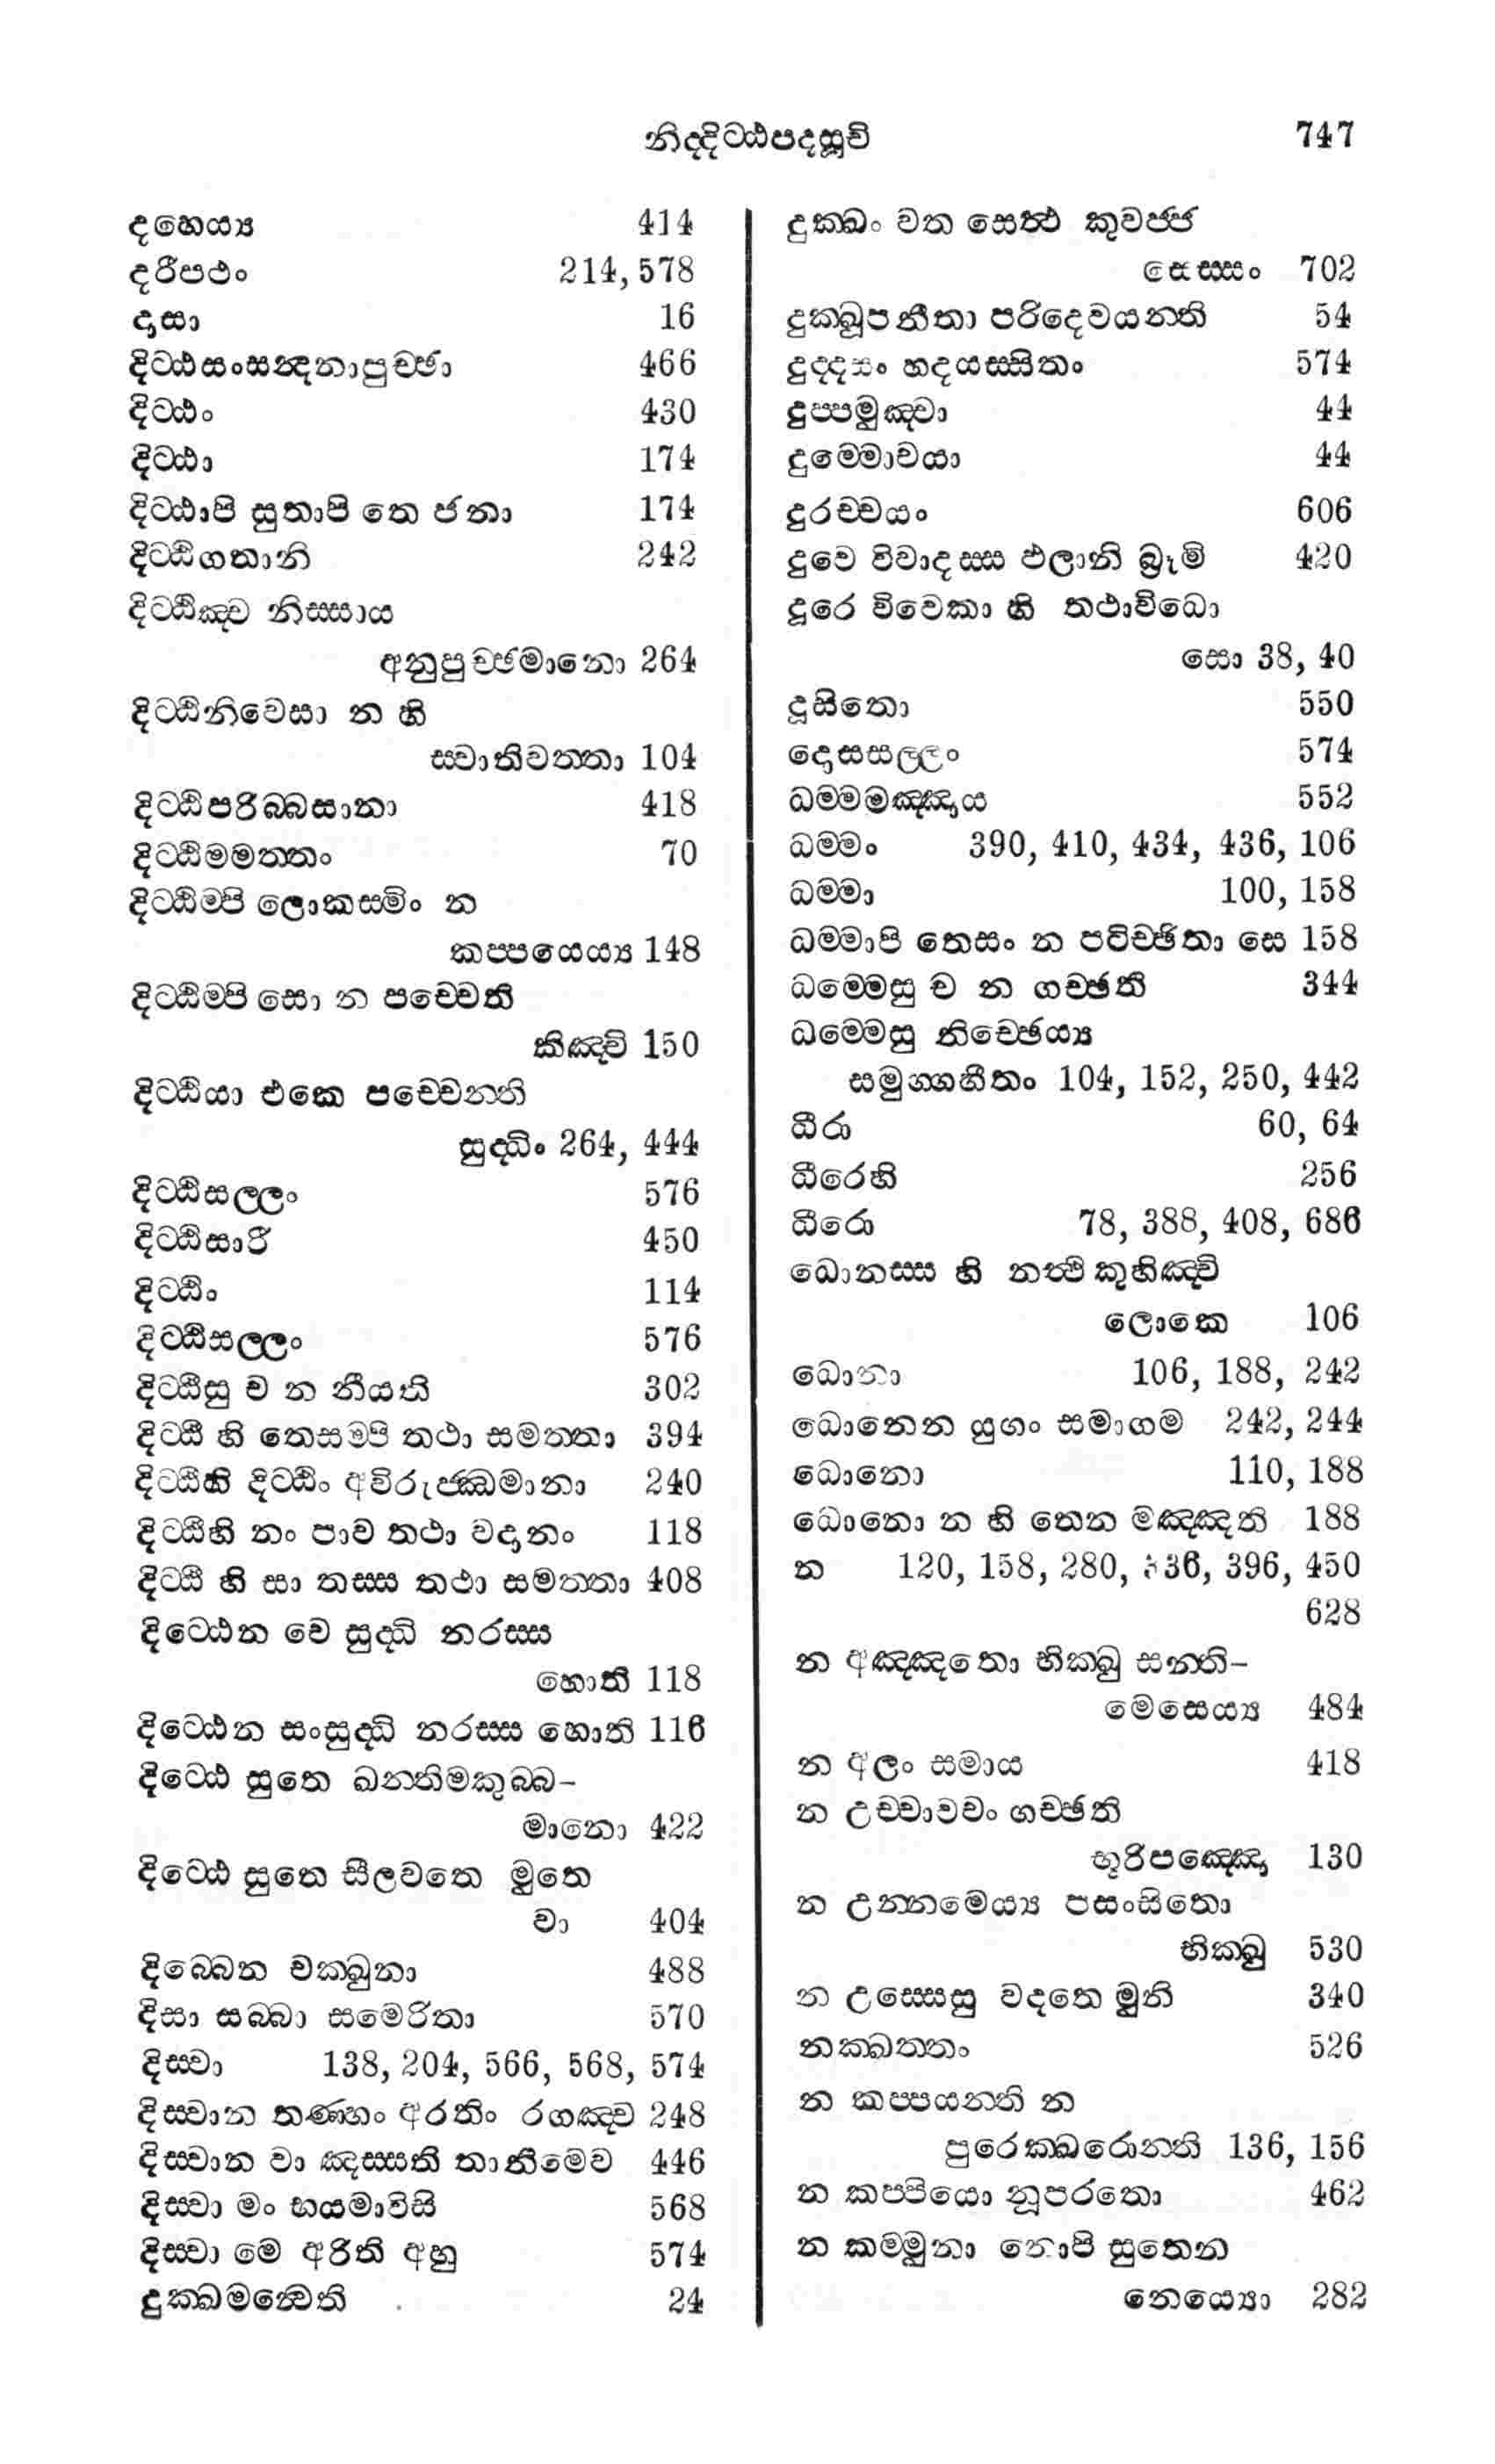 නිද්දිට්ඨපදසූචි 747
දහෙය්‍ය 414
දරීපථං 214, 578
දාසා 16
දිට්ඨසංසඤ්නාපුච්ඡා 466
දිට්ඨං 430
දිට්ඨා 174
දිට්ඨාපි සුතාපි තෙ ජනා 174
දිට්ඨිගතානි 242
දිට්ඨිඤ්ච නිස්සාය
අනුපුච්ඡමානො 264
දිට්ඨිනිවෙසා න හි
ස්වාතිවත්තා 104
දිට්ඨිපරිබ්බසානා 418
දිට්ඨිමමත්තං 70
දිට්ඨිම්පි ලොකස්මිං න
කප්පයෙය්‍ය 148
දිට්ඨිම්පි සො න පච්චෙති
කිඤ්චි 150
දිට්ඨියා එකෙ පච්චෙන්ති
සුද්ධිං 264, 444
දිට්ඨිසල්ලං 576
දිට්ඨිසාරී 450
දිට්ඨිං 114
දිට්ඨිසල්ලං 576
දිට්ඨීසු ච න නීයති 302
දිට්ඨී හි තෙසම්පි තථා සමත්තා 394
දිට්ඨීහි දිට්ඨිං අවිරුජ්ඣමානා 240
දිට්ඨීහි නං පාව තථා වදානං 118
දිට්ඨී හි සා තස්ස තථා සමත්තා 408
දිට්ඨෙන චෙ සුද්ධි නරස්ස
හොති 118
දිට්ඨෙන සංසුද්ධි නරස්ස හොති 116
දිට්ඨෙ සුතෙ ඛන්තිමකුබ්බ-
මානො 422
දිට්ඨෙ සුතෙ සීලවතෙ මුතෙ
වා 404
දිබ්බෙන චක්ඛුනා 488
දිසා සබ්බා සමෙරිතා 570
දිස්වා 138, 204, 566, 568, 574
දිස්වාන තණ්හං අරතිං රගඤ්ච 248
දිස්වාන වා ඤස්සති තානිමෙව 446
දිස්වා මං භයමාවිසි 568
දිස්වා මෙ අරිති අහු 574
දුක්ඛමන්වෙති 24
දුක්ඛං වත සෙත්ථ කුවජ්ජ
සෙස්සං 702
දුක්ඛූපනීතා පරිදෙවයන්ති 54
දුද්දසං හදයස්සිතං 574
දුප්පමුඤ්චා 44
දුම්මොචයා 44
දුරච්චයං 606
දුවෙ විවාදස්ස ඵලානි බ්‍රූමි 420
දූරෙ විවෙකා හි තථාවිධො
සො 38, 40
දූසිතො 550
දොසසල්ලං 574
ධම්මමඤ්ඤාය 552
ධම්මං 390, 410, 434, 436, 106
ධම්මා 100, 158
ධම්මාපි තෙසං න පටිච්ඡිතා සෙ 158
ධම්මෙසු ච න ගච්ඡති 344
ධම්මෙසු නිච්ඡෙය්‍ය
සමුග්ගහීතං 104, 152, 250, 442
ධීරා 60, 64
ධීරෙහි 256
ධීරො 78, 388, 408, 686
ධොනස්ස හි නත්ථි කුහිඤ්චි
ලොකෙ 106
ධොනා 106, 188, 242
ධොනෙන යුගං සමාගම 242, 244
ධොනො 110, 188
ධොනො න හි තෙන මඤ්ඤති 188
න 120, 158, 280, 336, 396, 450
628
න අඤ්ඤතො භික්ඛු සන්ති-
මෙසෙය්‍ය 484
න අලං සමාය 418
න උච්චාවචං ගච්ඡති
භූරිපඤ්ඤො 130
න උන්නමෙය්‍ය පසංසිතො
භික්ඛු 530
න උස්සෙසු වදතෙ මුනි 340
නක්ඛත්තං 526
න කප්පයන්ති න
පුරෙක්ඛරොන්ති 136, 156
න කප්පියො නූපරතො 462
න කම්මුනා නොපි සුතෙන
නෙය්‍යො 282